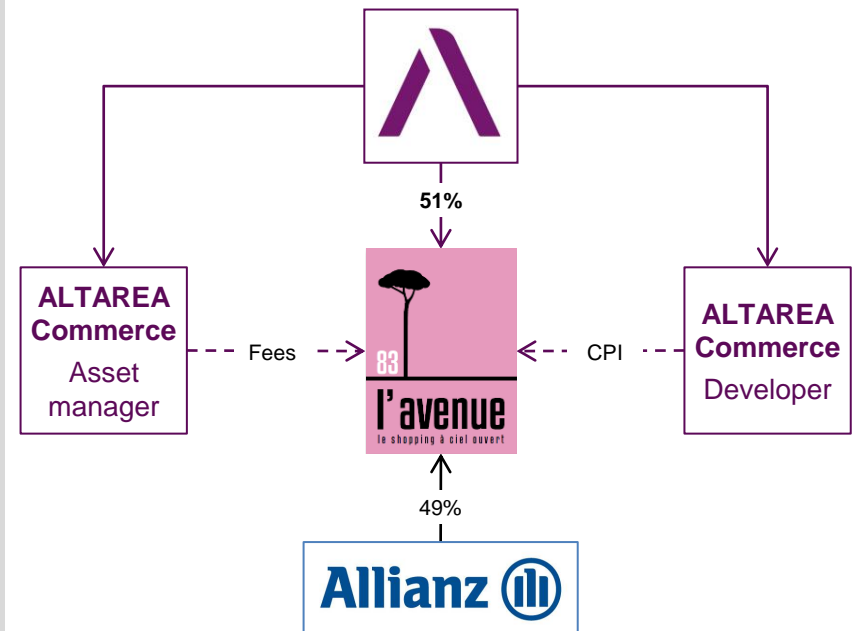 51%
ALTAREA
Commerce
Asset
manager
Fees
83
l'avenue
le shopping à ciel ouvert
CPI
ALTAREA
Commerce
Developer
49%
Allianz